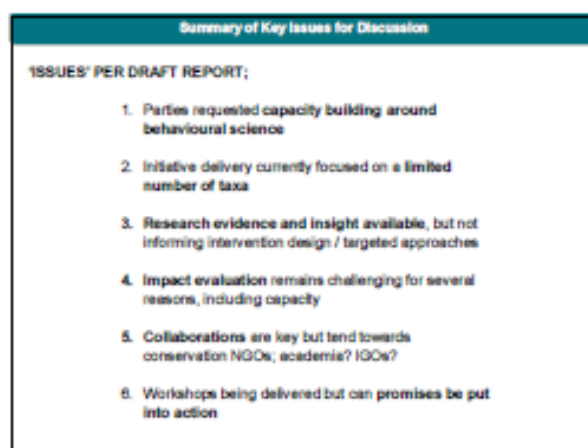 Summary of Key Issues for Discussion
'ISSUES' PER DRAFT REPORT;
1. Parties requested capacity building around
behavioural science
2. Initiative delivery currently focused on a limited
number of taxa
3. Research evidence and insight available, but not
informing intervention design / targeted approaches
4. Impact evaluation remains challenging for several
reasons, including capacity
5. Collaborations are key but tend towards
conservation NGOs; academia? IGOs?
6. Workshops being delivered but can promises be put
into action